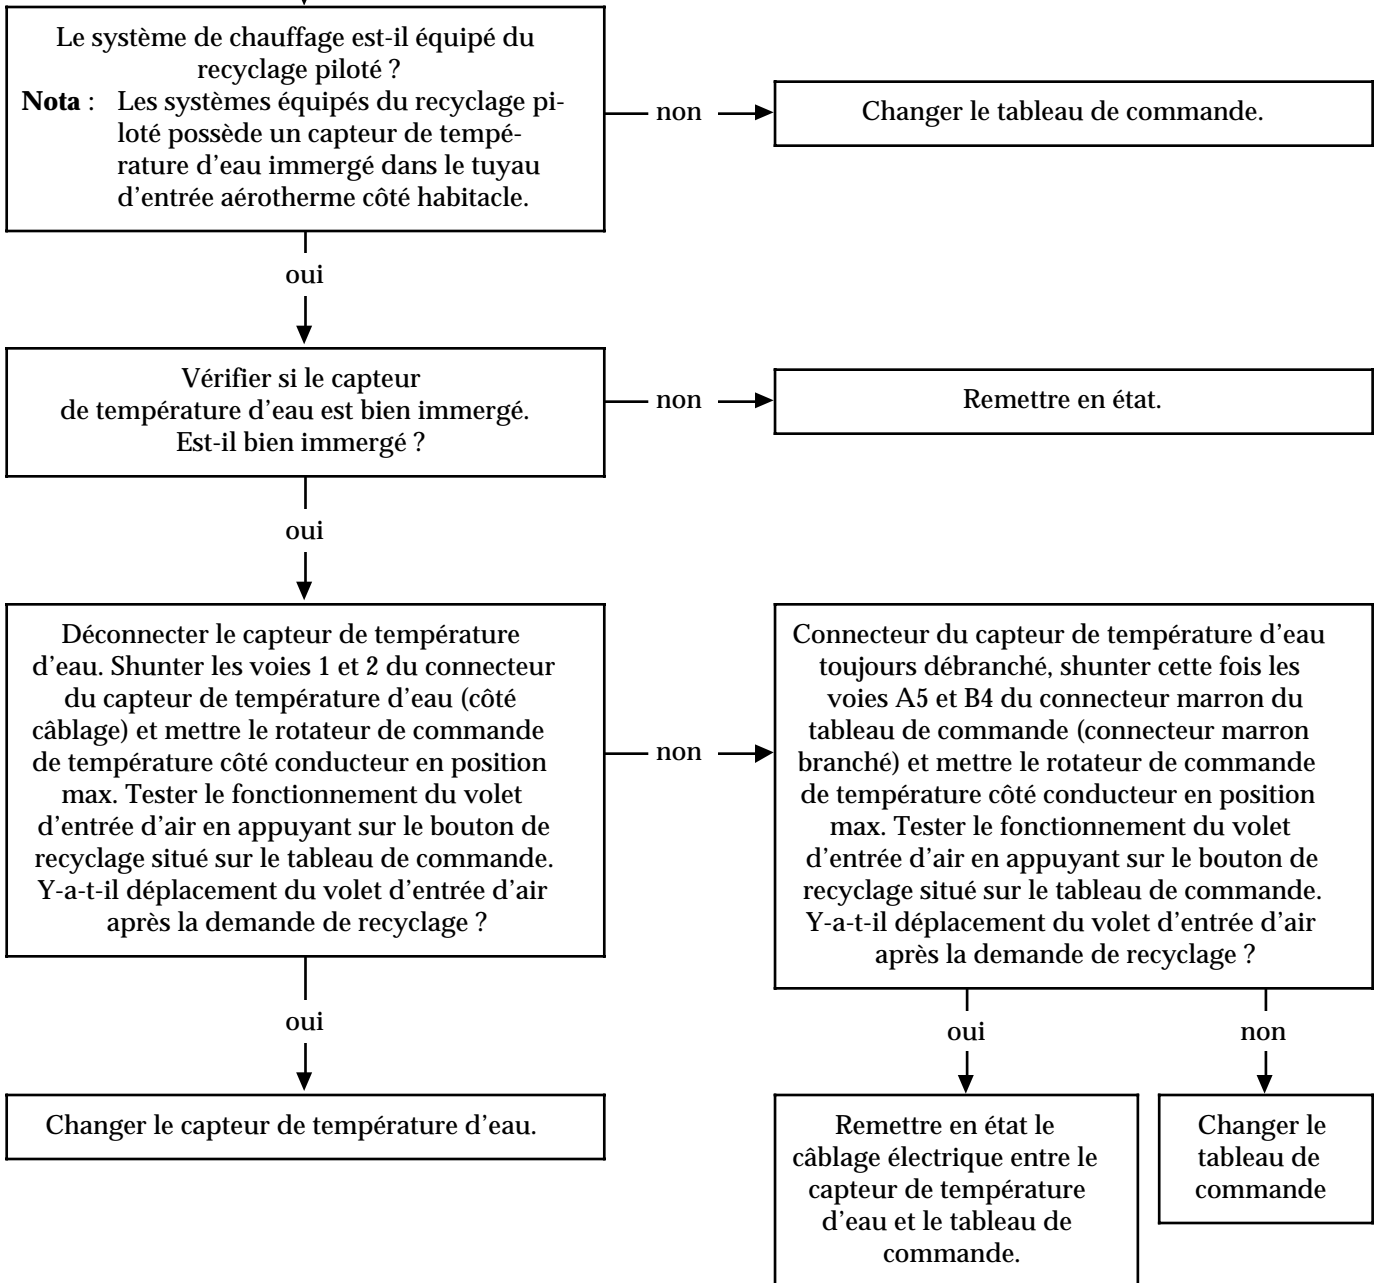 Le système de chauffage est-il équipé du
recyclage piloté ?
Nota : Les systèmes équipés du recyclage pi-
loté possède un capteur de tempé-
rature d'eau immergé dans le tuyau
d'entrée aérotherme côté habitacle.
non
Changer le tableau de commande.
oui
Vérifier si le capteur
de température d'eau est bien immergé.
Est-il bien immergé ?
non
Remettre en état.
oui
Déconnecter le capteur de température
d'eau. Shunter les voies 1 et 2 du connecteur
du capteur de température d'eau (côté
câblage) et mettre le rotateur de commande
de température côté conducteur en position
max. Tester le fonctionnement du volet
d'entrée d'air en appuyant sur le bouton de
recyclage situé sur le tableau de commande.
Y-a-t-il déplacement du volet d'entrée d'air
après la demande de recyclage ?
non
Connecteur du capteur de température d'eau
toujours débranché, shunter cette fois les
voies A5 et B4 du connecteur marron du
tableau de commande (connecteur marron
branché) et mettre le rotateur de commande
de température côté conducteur en position
max. Tester le fonctionnement du volet
d'entrée d'air en appuyant sur le bouton de
recyclage situé sur le tableau de commande.
Y-a-t-il déplacement du volet d'entrée d'air
après la demande de recyclage ?
oui
oui
non
Changer le capteur de température d'eau.
Remettre en état le
câblage électrique entre le
capteur de température
d'eau et le tableau de
commande.
Changer le
tableau de
commande